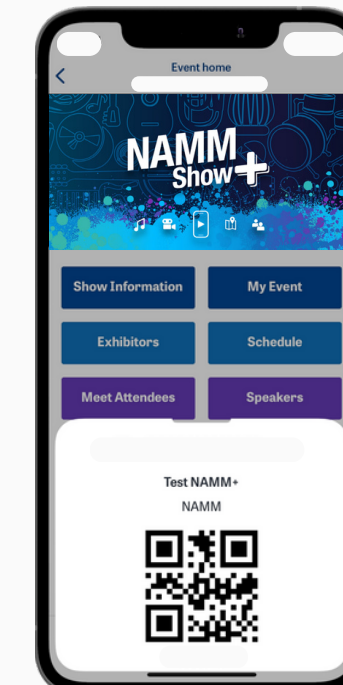 Event home
NAMM
Show+
Show Information
My Event
Exhibitors
Schedule
Meet Attendees
Speakers
Test NAMM+
NAMM